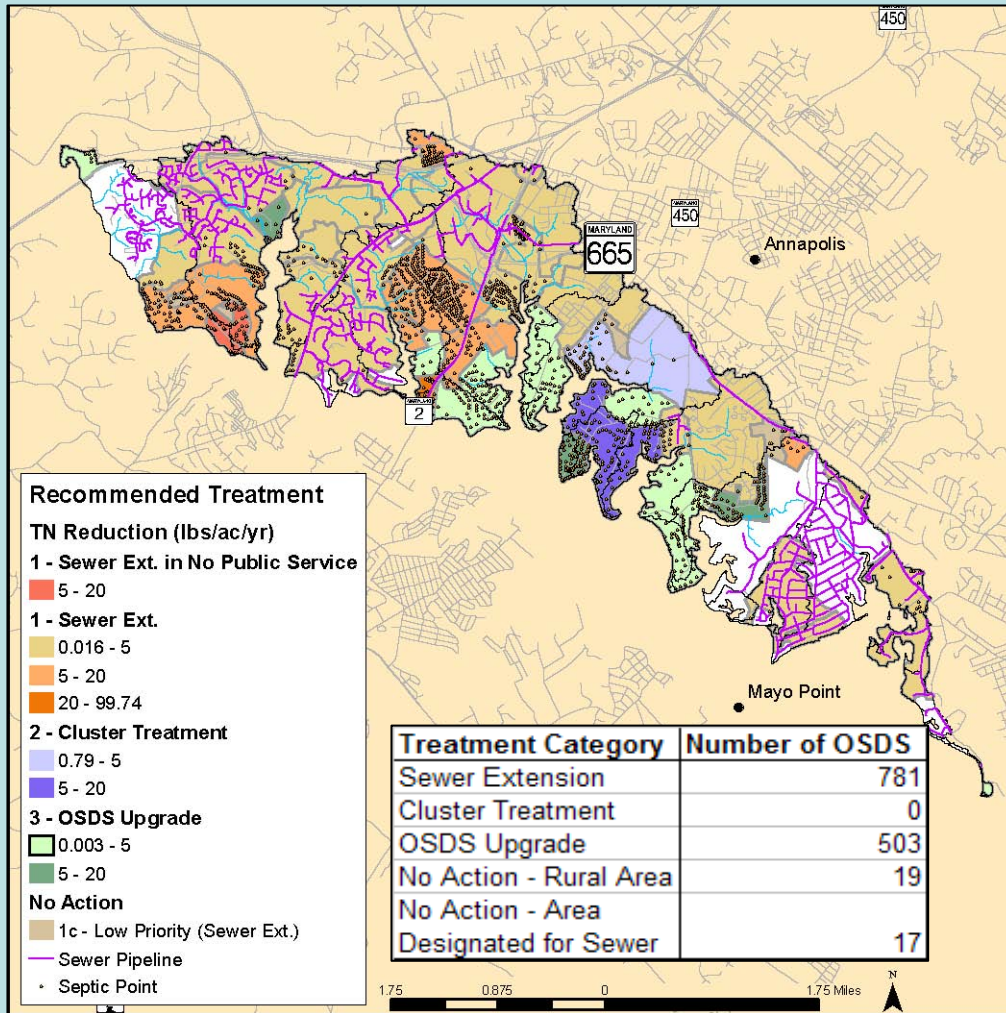 450
MARYLAND
450
MARYLAND
665
Annapolis
MARYLAND
2
Mayo Point
Recommended Treatment
TN Reduction (lbs/ac/yr)
1 - Sewer Ext. in No Public Service
5 - 20
1 - Sewer Ext.
0.016 - 5
5 - 20
20 - 99.74
2 - Cluster Treatment
0.79 - 5
5 - 20
3 - OSDS Upgrade
0.003 - 5
5 - 20
No Action
1c - Low Priority (Sewer Ext.)
Sewer Pipeline
Septic Point
Treatment Category Number of OSDS
Sewer Extension 781
Cluster Treatment 0
OSDS Upgrade 503
No Action - Rural Area 19
No Action - Area
Designated for Sewer 17
1.75 0.875 0 1.75 Miles
N